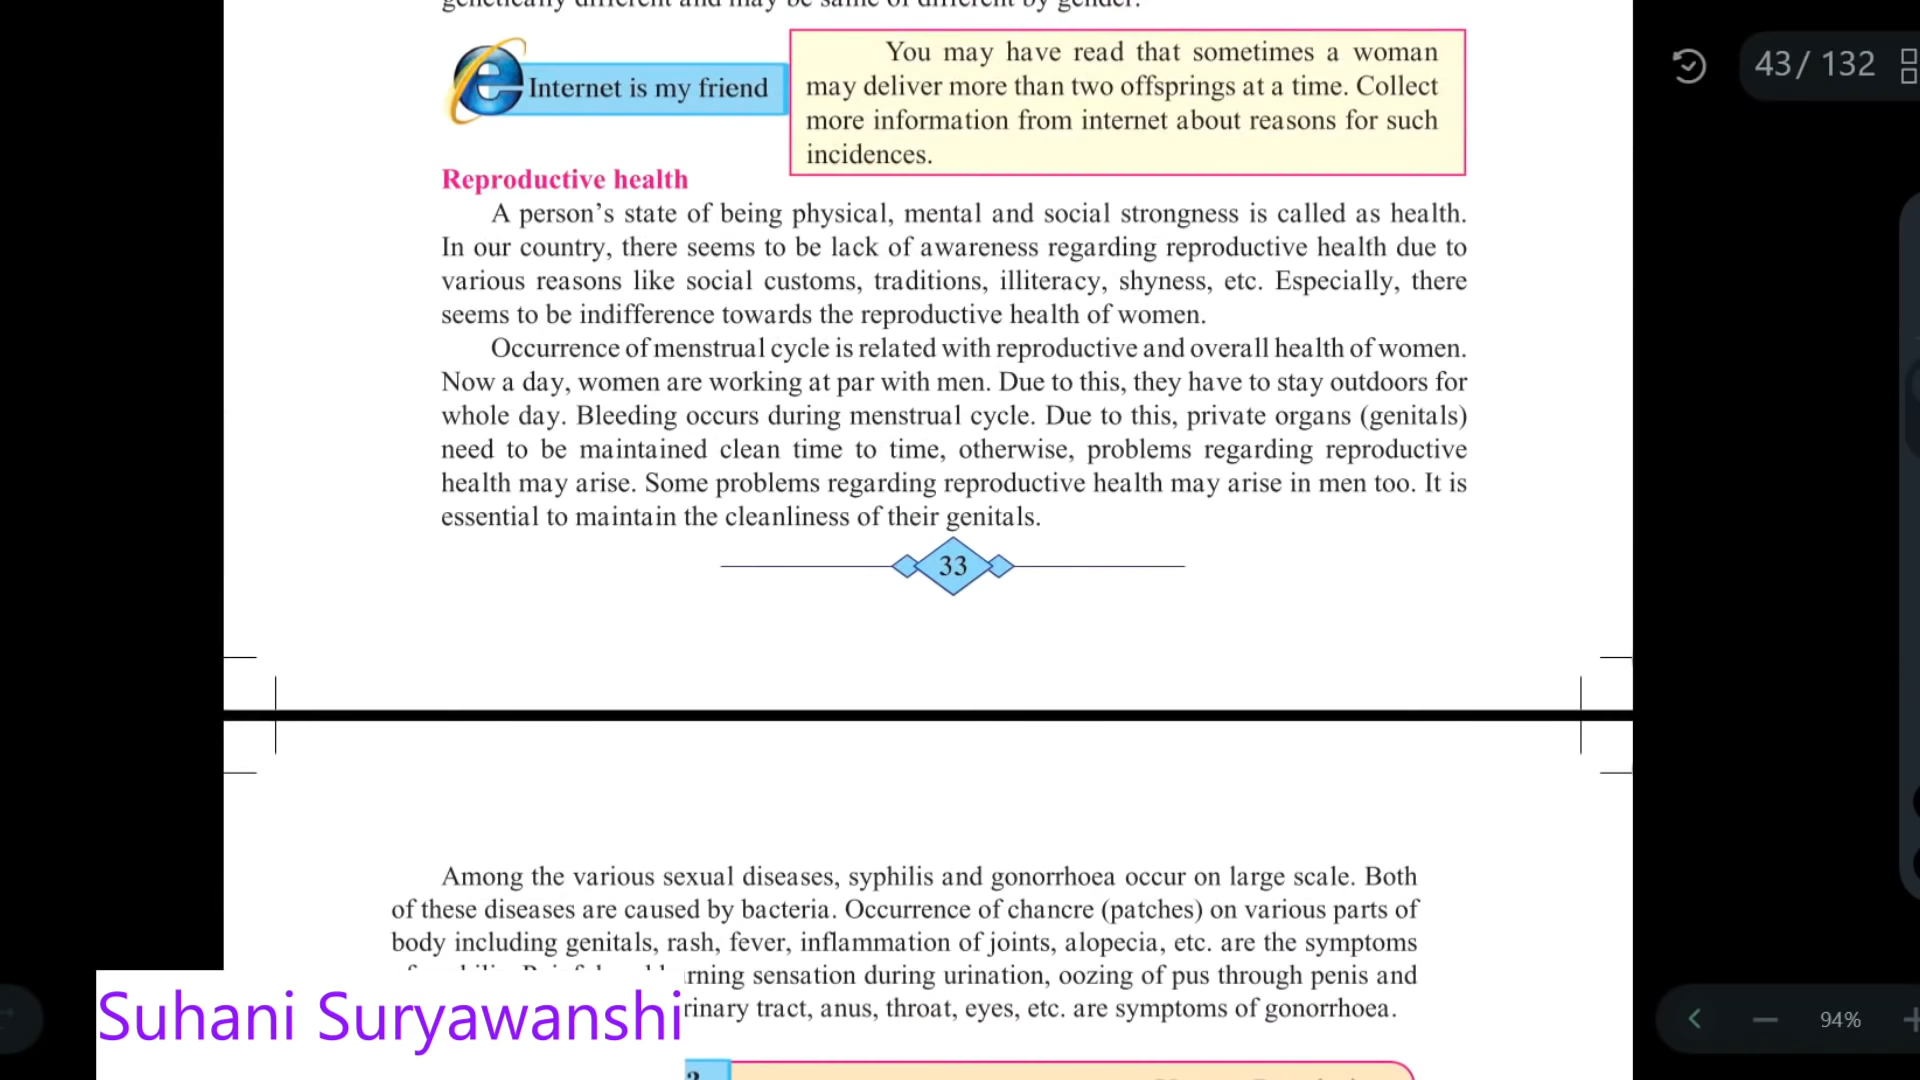 Internet is my friend
You may have read that sometimes a woman
may deliver more than two offsprings at a time. Collect
more information from internet about reasons for such
incidences.
43/ 132
Reproductive health
A person’s state of being physical, mental and social strongness is called as health.
In our country, there seems to be lack of awareness regarding reproductive health due to
various reasons like social customs, traditions, illiteracy, shyness, etc. Especially, there
seems to be indifference towards the reproductive health of women.
Occurrence of menstrual cycle is related with reproductive and overall health of women.
Now a day, women are working at par with men. Due to this, they have to stay outdoors for
whole day. Bleeding occurs during menstrual cycle. Due to this, private organs (genitals)
need to be maintained clean time to time, otherwise, problems regarding reproductive
health may arise. Some problems regarding reproductive health may arise in men too. It is
essential to maintain the cleanliness of their genitals.
33
Among the various sexual diseases, syphilis and gonorrhoea occur on large scale. Both
of these diseases are caused by bacteria. Occurrence of chancre (patches) on various parts of
body including genitals, rash, fever, inflammation of joints, alopecia, etc. are the symptoms
sensation during urination, oozing of pus through penis and
tract, anus, throat, eyes, etc. are symptoms of gonorrhoea.
Suhani Suryawanshi
94%